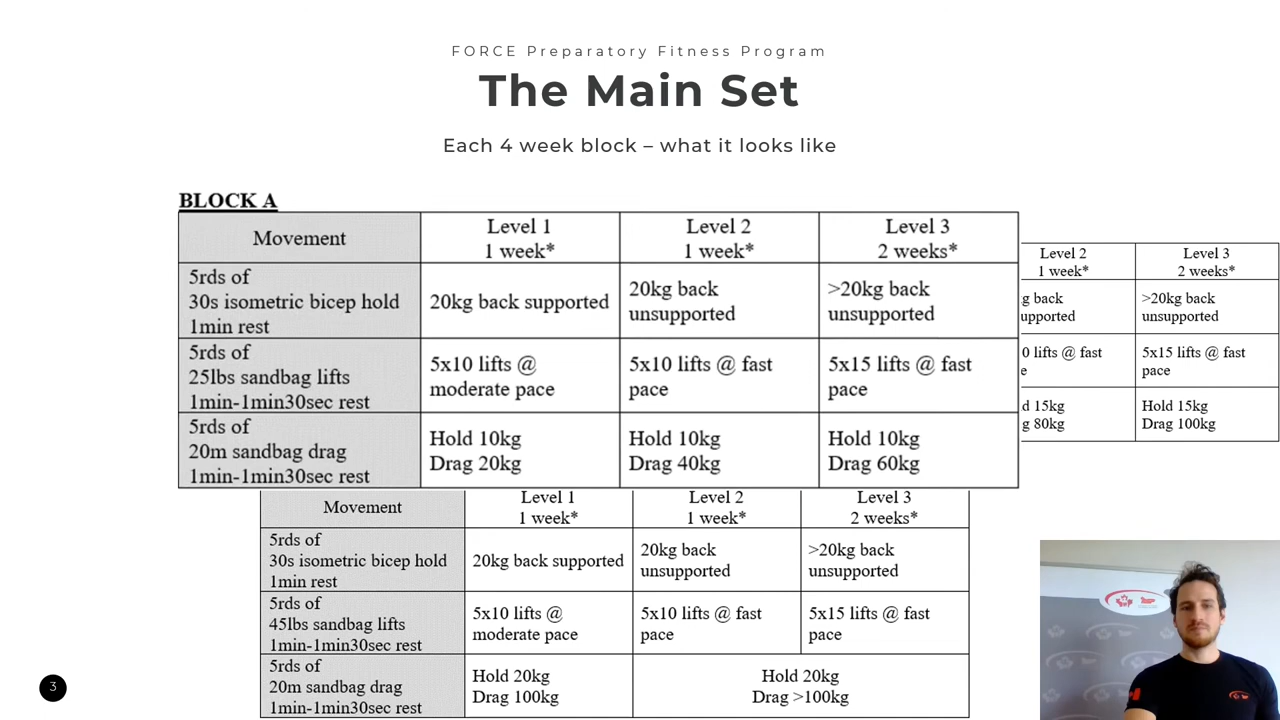 FORCE Preparatory Fitness Program
The Main Set
Each 4 week block – what it looks like
BLOCK A
Movement
Level 1
1 week*
Level 2
1 week*
Level 3
2 weeks*
5rds of
30s isometric bicep hold
1min rest
20kg back supported
20kg back
unsupported
>20kg back
unsupported
5rds of
25lbs sandbag lifts
1min-1min30sec rest
5x10 lifts @
moderate pace
5x10 lifts @ fast
pace
5x15 lifts @ fast
pace
5rds of
20m sandbag drag
1min-1min30sec rest
Hold 10kg
Drag 20kg
Hold 10kg
Drag 40kg
Hold 10kg
Drag 60kg
Level 2
1 week*
Level 3
2 weeks*
g back
upported
>20kg back
unsupported
0 lifts @ fast
e
5x15 lifts @ fast
pace
d 15kg
g 80kg
Hold 15kg
Drag 100kg
Movement
Level 1
1 week*
Level 2
1 week*
Level 3
2 weeks*
5rds of
30s isometric bicep hold
1min rest
20kg back supported
20kg back
unsupported
>20kg back
unsupported
5rds of
45lbs sandbag lifts
1min-1min30sec rest
5x10 lifts @
moderate pace
5x10 lifts @ fast
pace
5x15 lifts @ fast
pace
5rds of
20m sandbag drag
1min-1min30sec rest
Hold 20kg
Drag 100kg
Hold 20kg
Drag >100kg
3